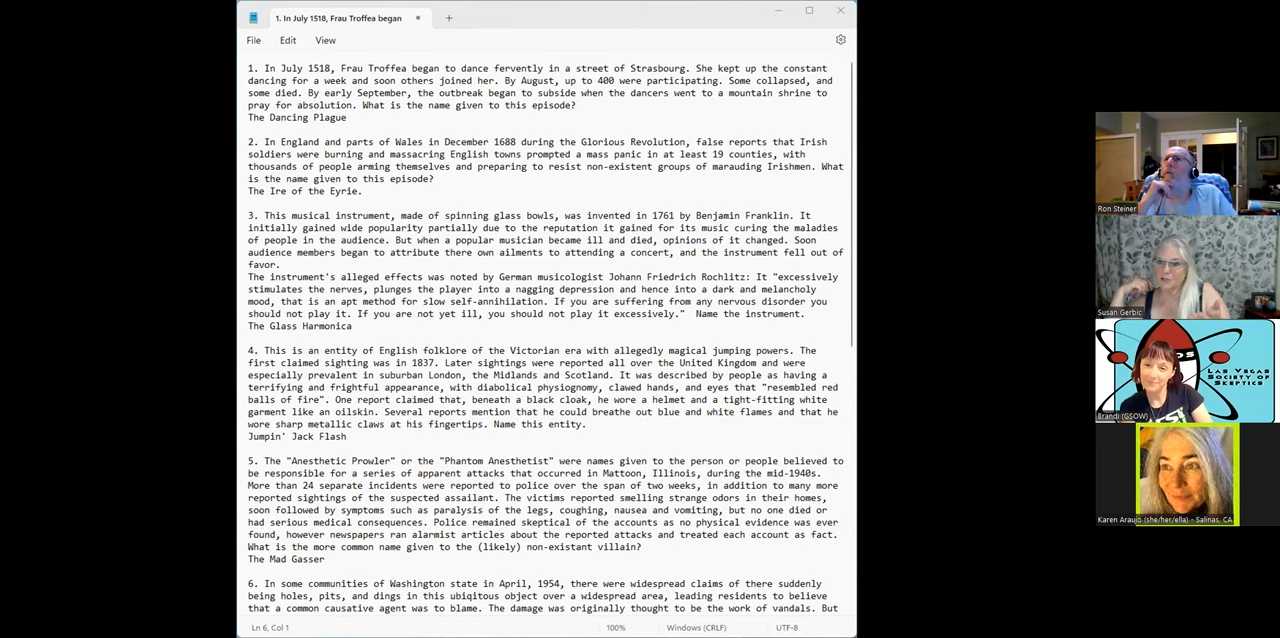 1. In July 1518, Frau Troffea began
File
Edit
View
1. In July 1518, Frau Troffea began to dance fervently in a street of Strasbourg. She kept up the constant
dancing for a week and soon others joined her. By August, up to 400 were participating. Some collapsed, and
some died. By early September, the outbreak began to subside when the dancers went to a mountain shrine to
pray for absolution. What is the name given to this episode?
The Dancing Plague
2. In England and parts of Wales in December 1688 during the Glorious Revolution, false reports that Irish
soldiers were burning and massacring English towns prompted a mass panic in at least 19 counties, with
thousands of people arming themselves and preparing to resist non-existent groups of marauding Irishmen. What
is the name given to this episode?
The Ire of the Eyrie.
3. This musical instrument, made of spinning glass bowls, was invented in 1761 by Benjamin Franklin. It
initially gained wide popularity partially due to the reputation it gained for its music curing the maladies
of people in the audience. But when a popular musician became ill and died, opinions of it changed. Soon
audience members began to attribute there own ailments to attending a concert, and the instrument fell out of
favor.
The instrument's alleged effects was noted by German musicologist Johann Friedrich Rochlitz: It "excessively
stimulates the nerves, plunges the player into a nagging depression and hence into a dark and melancholy
mood, that is an apt method for slow self-annihilation. If you are suffering from any nervous disorder you
should not play it. If you are not yet ill, you should not play it excessively."  Name the instrument.
The Glass Harmonica
4. This is an entity of English folklore of the Victorian era with allegedly magical jumping powers. The
first claimed sighting was in 1837. Later sightings were reported all over the United Kingdom and were
especially prevalent in suburban London, the Midlands and Scotland. It was described by people as having a
terrifying and frightful appearance, with diabolical physiognomy, clawed hands, and eyes that "resembled red
balls of fire". One report claimed that, beneath a black cloak, he wore a helmet and a tight-fitting white
garment like an oilskin. Several reports mention that he could breathe out blue and white flames and that he
wore sharp metallic claws at his fingertips. Name this entity.
Jumpin' Jack Flash
5. The "Anesthetic Prowler" or the "Phantom Anesthetist" were names given to the person or people believed to
be responsible for a series of apparent attacks that occurred in Mattoon, Illinois, during the mid-1940s.
More than 24 separate incidents were reported to police over the span of two weeks, in addition to many more
reported sightings of the suspected assailant. The victims reported smelling strange odors in their homes,
soon followed by symptoms such as paralysis of the legs, coughing, nausea and vomiting, but no one died or
had serious medical consequences. Police remained skeptical of the accounts as no physical evidence was ever
found, however newspapers ran alarmist articles about the reported attacks and treated each account as fact.
What is the more common name given to the (likely) non-existant villain?
The Mad Gasser
6. In some communities of Washington state in April, 1954, there were widespread claims of there suddenly
being holes, pits, and dings in this ubiqitous object over a widespread area, leading residents to believe
that a common causative agent was to blame. The damage was originally thought to be the work of vandals. But
Ln 6, Col 1
100%
Windows (CRLF)
UTF-8
Ron Steiner
Susan Gerbic
Las Vegas
Society of
Skeptics
Brandi (GSOW)
Karen Araujo (she/her/ella) - Salinas, CA